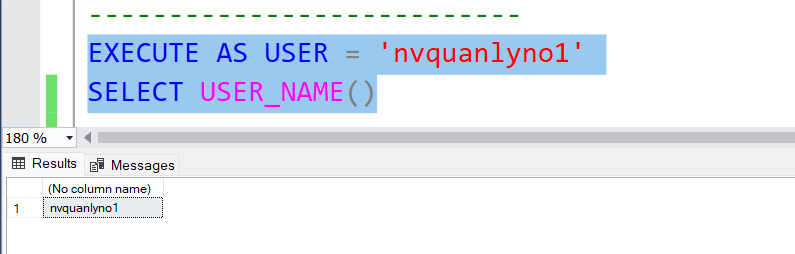 ---------------------------
EXECUTE AS USER = 'nvquanlyno1'
SELECT USER_NAME()
180 %
Results Messages
(No column name)
1 nvquanlyno1